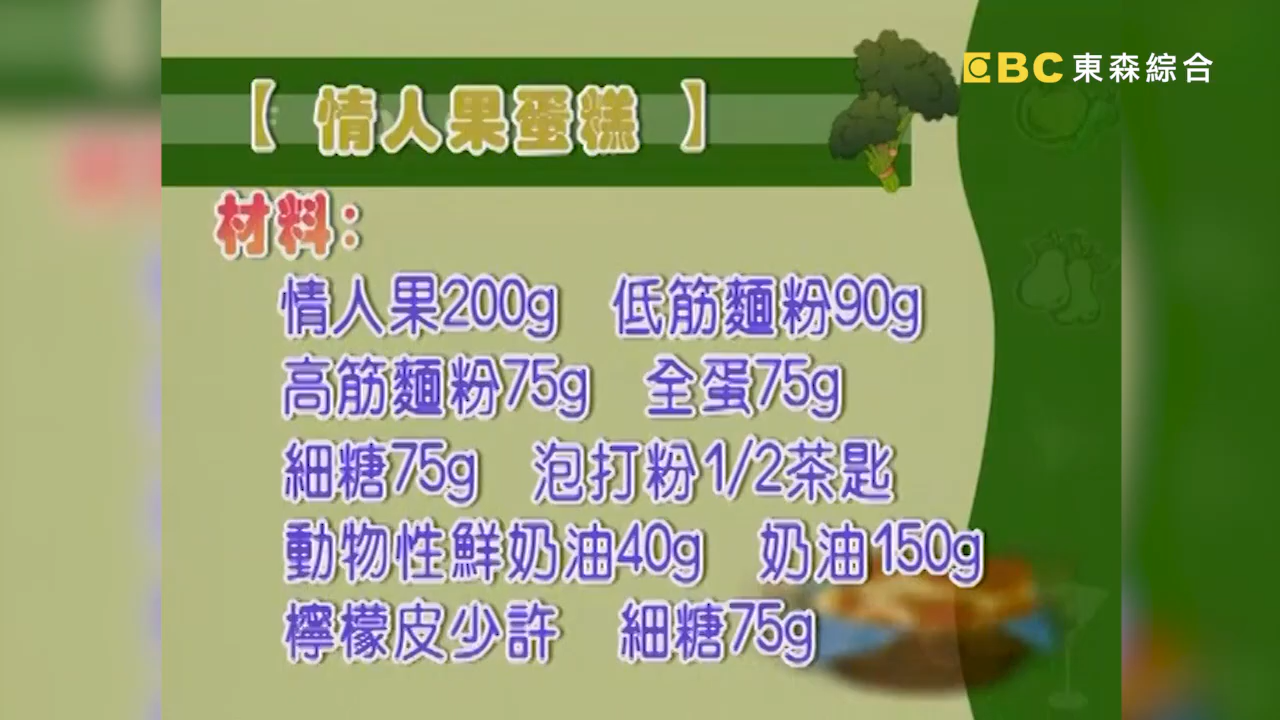 EBC 東森綜合
【 情人果蛋糕 】
材料：
情人果200g 低筋麵粉90g
高筋麵粉75g 全蛋75g
細糖75g 泡打粉1/2茶匙
動物性鮮奶油40g 奶油150g
檸檬皮少許 細糖75g